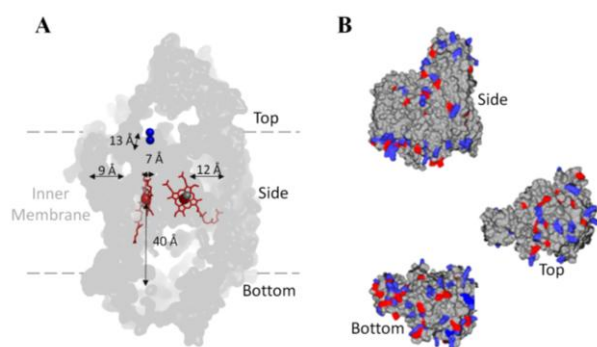 A
Top
13 Å
7 Å
9 Å
12 Å
Inner
Membrane
Side
40 Å
Bottom
B
Side
Top
Bottom